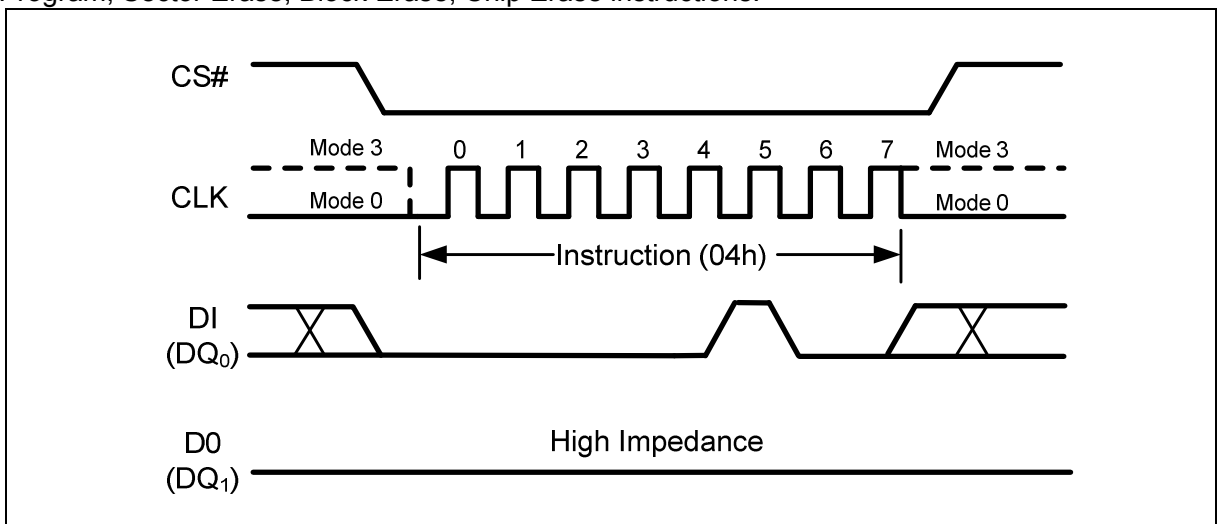 Program, Sector Erase, Block Erase, Chip Erase instructions.
CS#
Mode 3 0 1 2 3 4 5 6 7 Mode 3
CLK Mode 0 Mode 0
Instruction (04h)
DI
(DQ0)
D0 High Impedance
(DQ1)